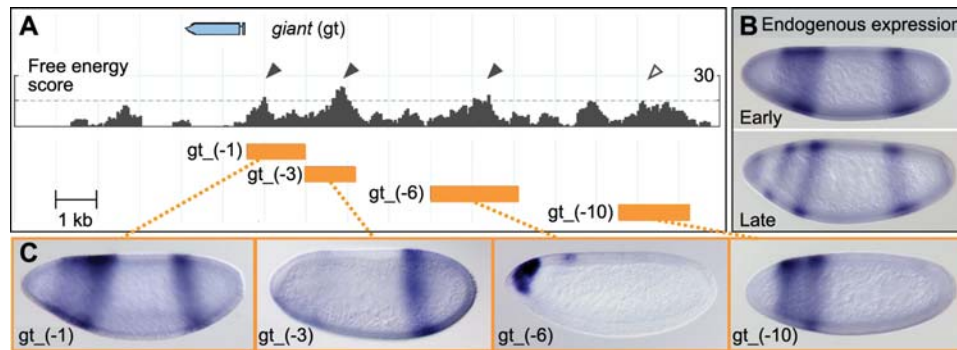 A
giant (gt)
Free energy
score
30
gt_(-1)
gt_(-3)
gt_(-6)
gt_(-10)
1 kb
B Endogenous expression
Early
Late
C
gt_(-1)
gt_(-3)
gt_(-6)
gt_(-10)